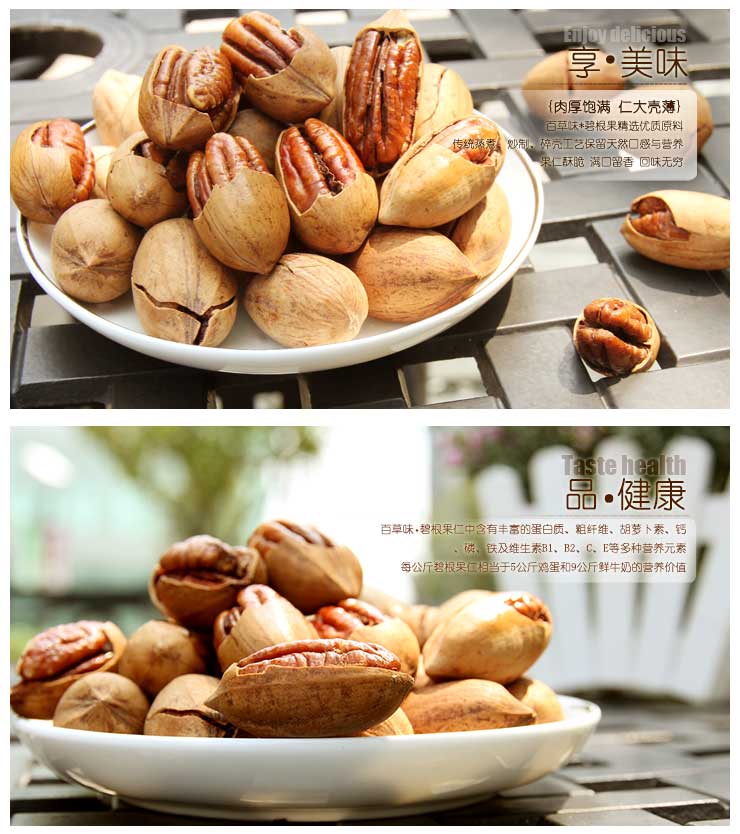 Enjoy delicious
享·美味
{肉厚饱满 仁大壳薄}
百草味•碧根果精选优质原料
传统蒸煮、炒制，碎壳工艺保留天然口感与营养
果仁酥脆 满口留香 回味无穷
Taste health
品·健康
百草味·碧根果仁中含有丰富的蛋白质、粗纤维、胡萝卜素、钙
、磷、铁及维生素B1、B2、C、E等多种营养元素
每公斤碧根果仁相当于5公斤鸡蛋和9公斤鲜牛奶的营养价值